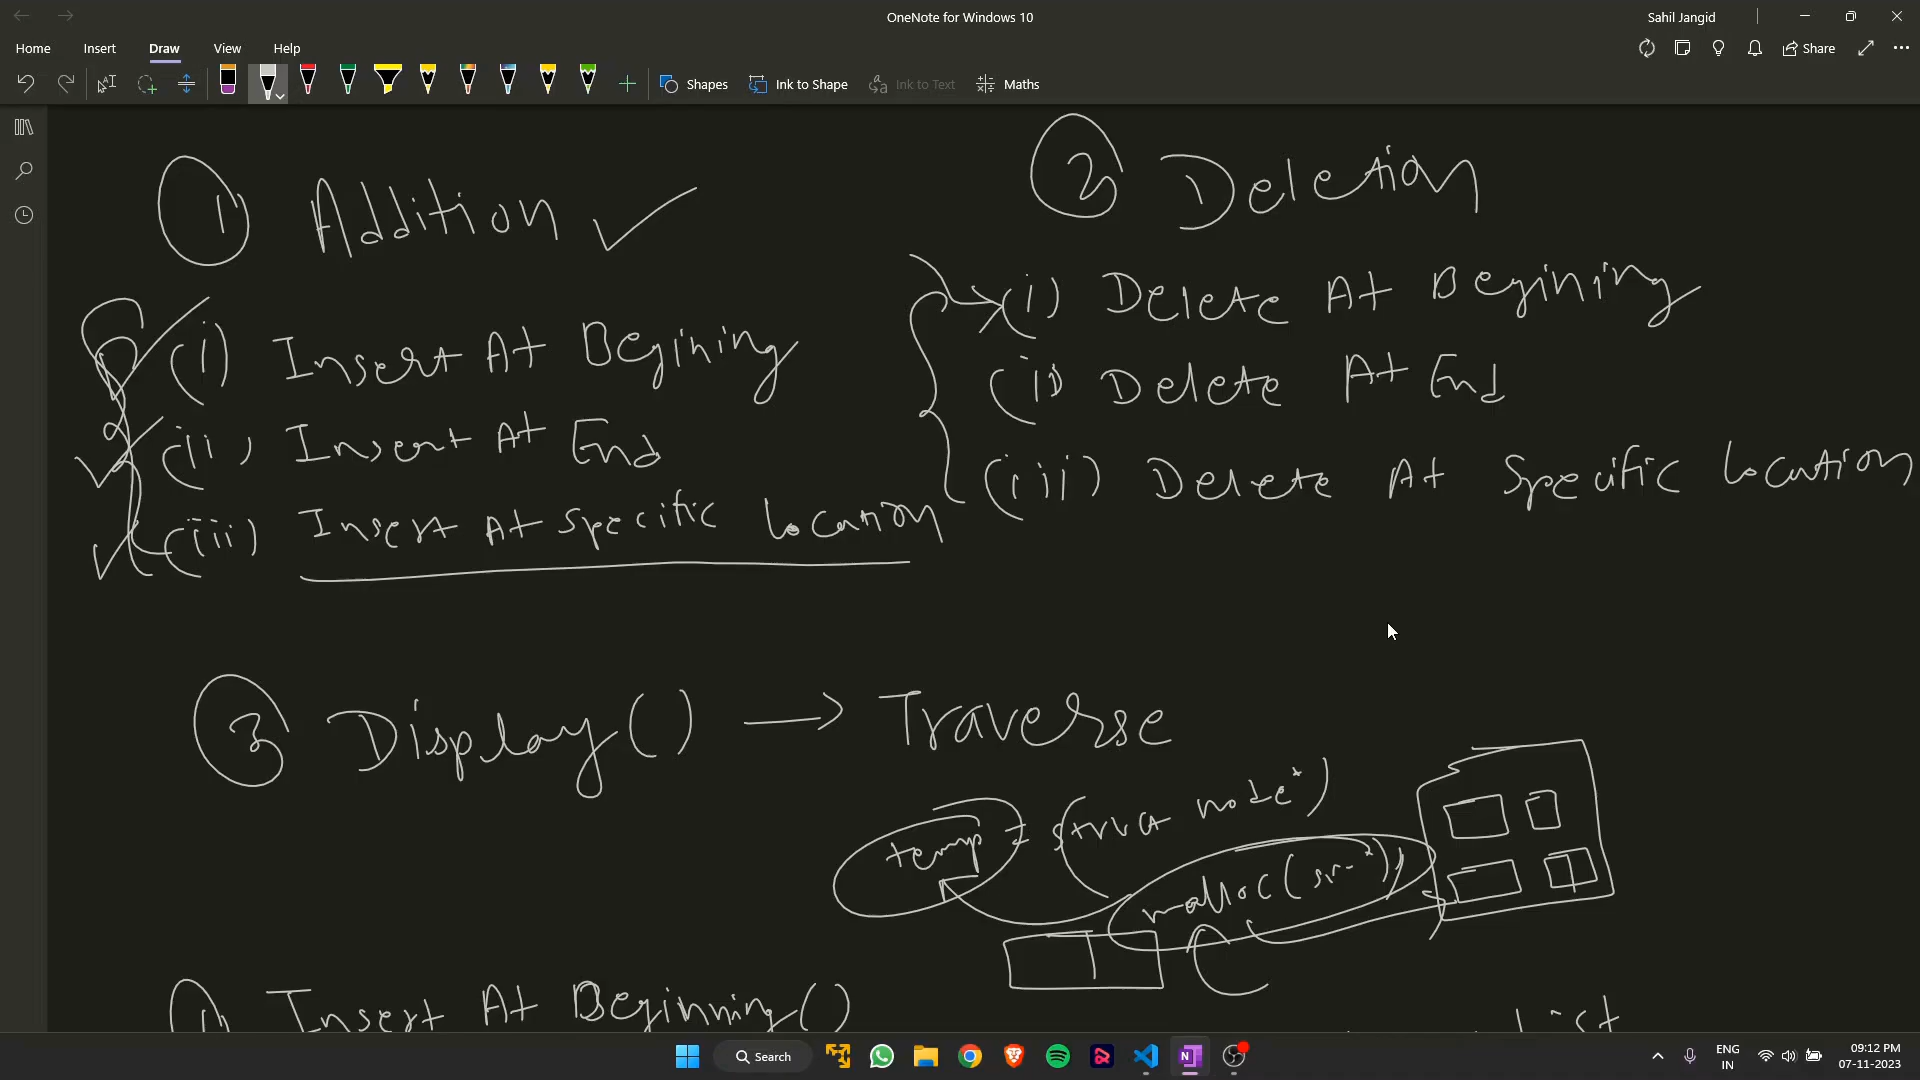 OneNote for Windows 10
Sahil Jangid
Home Insert Draw View Help
Share
Shapes Ink to Shape Ink to Text Maths
1 Addition
(i) Insert At Begining
(ii) Insert At End
(iii) Insert At Specific Location
2 Deletion
(i) Delete At Begining
(ii) Delete At End
(iii) Delete At Specific Location
3 Display() → Traverse
temp = (struct node*)
malloc(
1 Insert At Beginning()
List
Search
ENG
IN
09:12 PM
07-11-2023